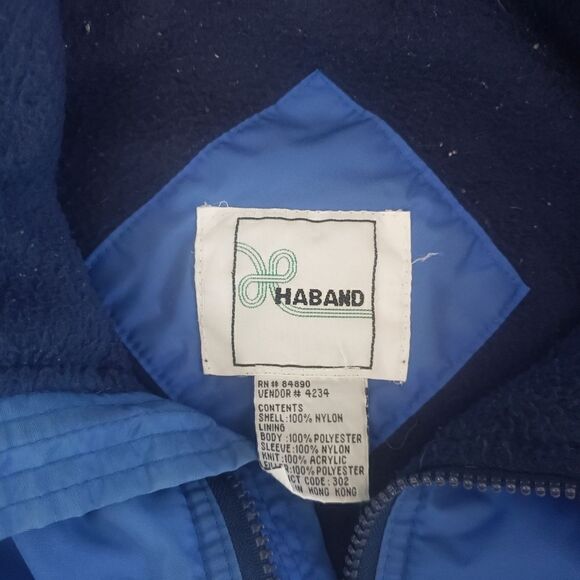 HABAND
RN# 84890
VENDOR# 4234
CONTENTS
SHELL:100% NYLON
LINING
BODY:100% POLYESTER
SLEEVE:100% NYLON
KNIT:100% ACRYLIC
100% POLYESTER
CODE: 302
IN HONG KONG